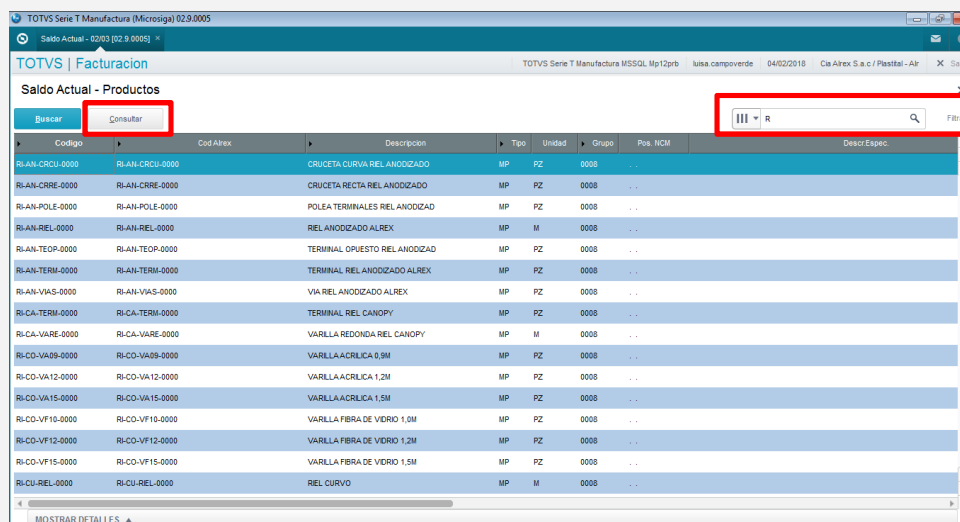 TOTVS Serie T Manufactura (Microsiga) 02.9.0005
Saldo Actual - 02/03 [02.9.0005] ×
TOTVS | Facturacion TOTVS Serie T Manufactura MSSQL Mp12prb luisa.campoverde 04/02/2018 Cia Alrex S.a.c / Plastital - Alr X Sa
Saldo Actual - Productos
Buscar Consultar R Filtra
Codigo Cod Alrex Descripcion Tipo Unidad Grupo Pos. NCM Descr.Espec.
RI-AN-CRCU-0000 RI-AN-CRCU-0000 CRUCETA CURVA RIEL ANODIZADO MP PZ 0008 . .
RI-AN-CRRE-0000 RI-AN-CRRE-0000 CRUCETA RECTA RIEL ANODIZADO MP PZ 0008 . .
RI-AN-POLE-0000 RI-AN-POLE-0000 POLEA TERMINALES RIEL ANODIZAD MP PZ 0008 . .
RI-AN-RIEL-0000 RI-AN-RIEL-0000 RIEL ANODIZADO ALREX MP M 0008 . .
RI-AN-TEOP-0000 RI-AN-TEOP-0000 TERMINAL OPUESTO RIEL ANODIZAD MP PZ 0008 . .
RI-AN-TERM-0000 RI-AN-TERM-0000 TERMINAL RIEL ANODIZADO ALREX MP PZ 0008 . .
RI-AN-VIAS-0000 RI-AN-VIAS-0000 VIA RIEL ANODIZADO ALREX MP PZ 0008 . .
RI-CA-TERM-0000 RI-CA-TERM-0000 TERMINAL RIEL CANOPY MP PZ 0008 . .
RI-CA-VARE-0000 RI-CA-VARE-0000 VARILLA REDONDA RIEL CANOPY MP M 0008 . .
RI-CO-VA09-0000 RI-CO-VA09-0000 VARILLA ACRILICA 0,9M MP PZ 0008 . .
RI-CO-VA12-0000 RI-CO-VA12-0000 VARILLA ACRILICA 1,2M MP PZ 0008 . .
RI-CO-VA15-0000 RI-CO-VA15-0000 VARILLA ACRILICA 1,5M MP PZ 0008 . .
RI-CO-VF10-0000 RI-CO-VF10-0000 VARILLA FIBRA DE VIDRIO 1,0M MP PZ 0008 . .
RI-CO-VF12-0000 RI-CO-VF12-0000 VARILLA FIBRA DE VIDRIO 1,2M MP PZ 0008 . .
RI-CO-VF15-0000 RI-CO-VF15-0000 VARILLA FIBRA DE VIDRIO 1,5M MP PZ 0008 . .
RI-CU-RIEL-0000 RI-CU-RIEL-0000 RIEL CURVO MP M 0008 . .
MOSTRAR DETALLES